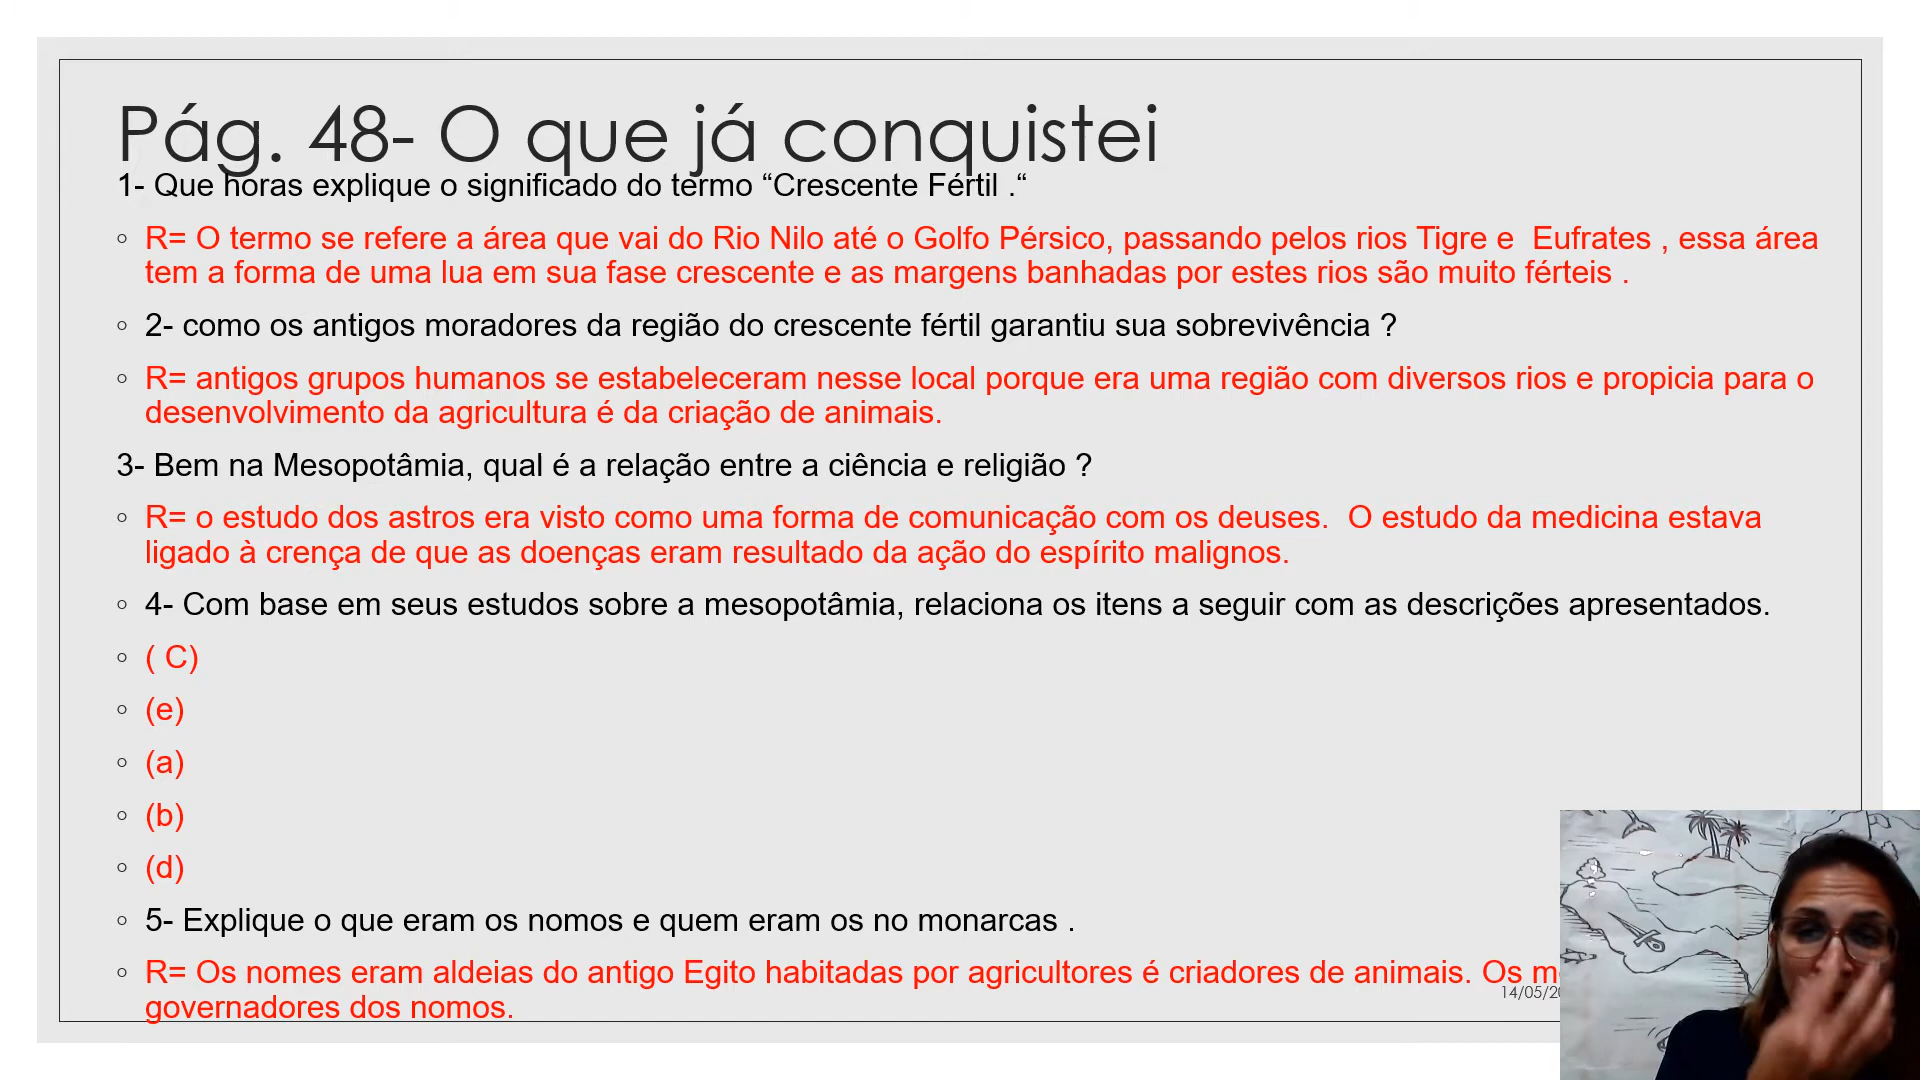 Pág. 48- O que já conquistei
1- Que horas explique o significado do termo “Crescente Fértil .“
◦ R= O termo se refere a área que vai do Rio Nilo até o Golfo Pérsico, passando pelos rios Tigre e  Eufrates , essa área
tem a forma de uma lua em sua fase crescente e as margens banhadas por estes rios são muito férteis .
◦ 2- como os antigos moradores da região do crescente fértil garantiu sua sobrevivência ?
◦ R= antigos grupos humanos se estabeleceram nesse local porque era uma região com diversos rios e propicia para o
desenvolvimento da agricultura é da criação de animais.
3- Bem na Mesopotâmia, qual é a relação entre a ciência e religião ?
◦ R= o estudo dos astros era visto como uma forma de comunicação com os deuses.  O estudo da medicina estava
ligado à crença de que as doenças eram resultado da ação do espírito malignos.
◦ 4- Com base em seus estudos sobre a mesopotâmia, relaciona os itens a seguir com as descrições apresentados.
◦ ( C)
◦ (e)
◦ (a)
◦ (b)
◦ (d)
◦ 5- Explique o que eram os nomos e quem eram os no monarcas .
◦ R= Os nomes eram aldeias do antigo Egito habitadas por agricultores é criadores de animais. Os
14/05/
governadores dos nomos.